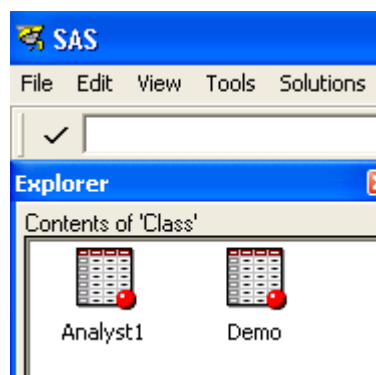 SAS
File Edit View Tools Solutions
Explorer
Contents of 'Class'
Analyst1 Demo